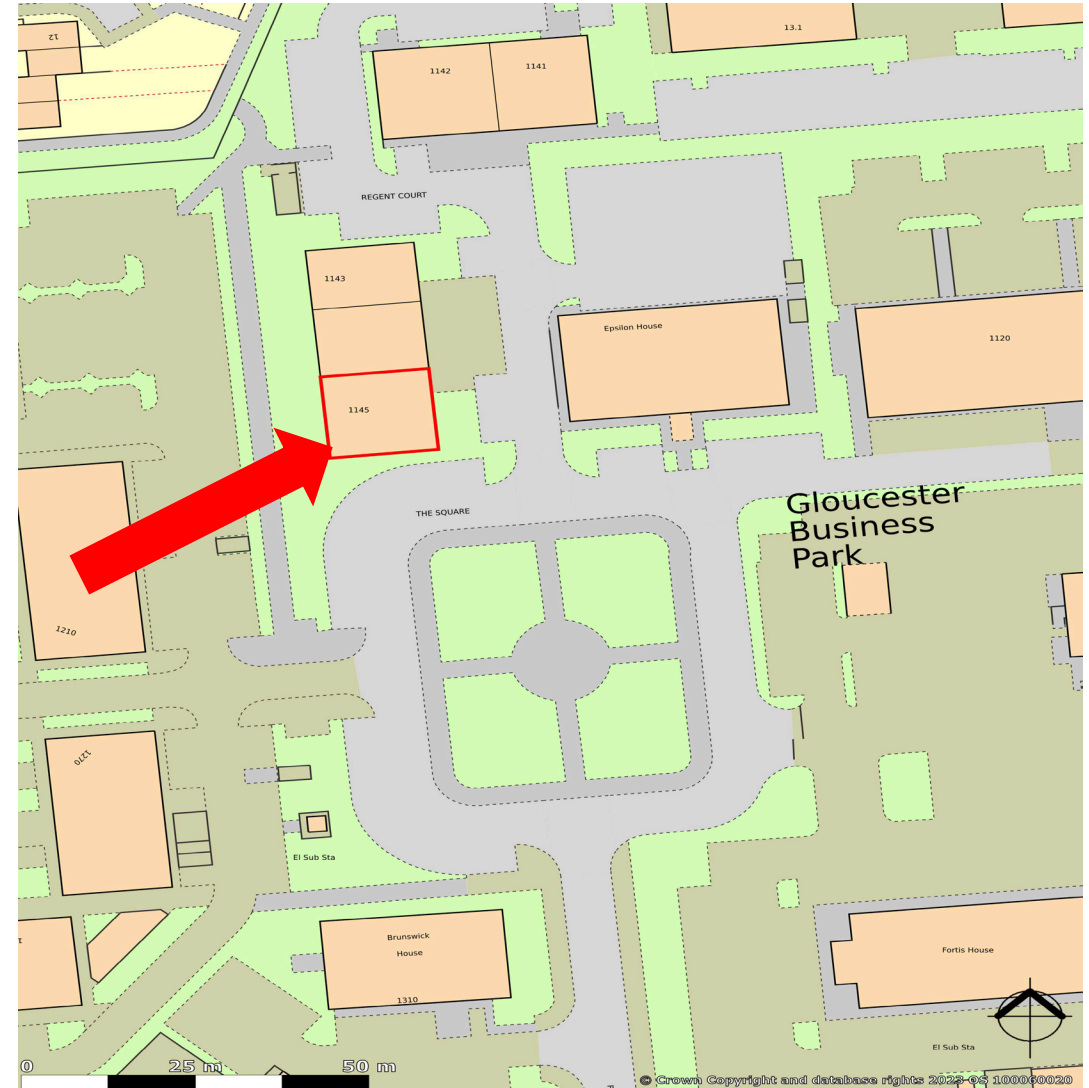 12
13.1
1142
1141
REGENT COURT
1143
Epsilon House
1120
1145
Gloucester
Business
Park
THE SQUARE
1210
1270
El Sub Sta
Brunswick
House
1310
Fortis House
El Sub Sta
0 25 m 50 m
© Crown Copyright and database rights 2023 OS 100060020